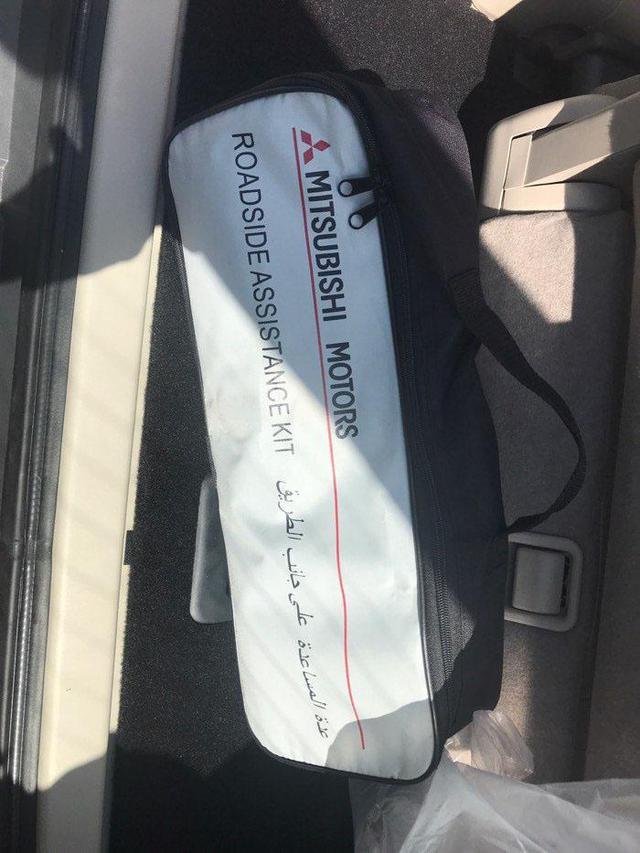 MITSUBISHI MOTORS
ROADSIDE ASSISTANCE KIT
عدة المساعدة على جانب الطريق